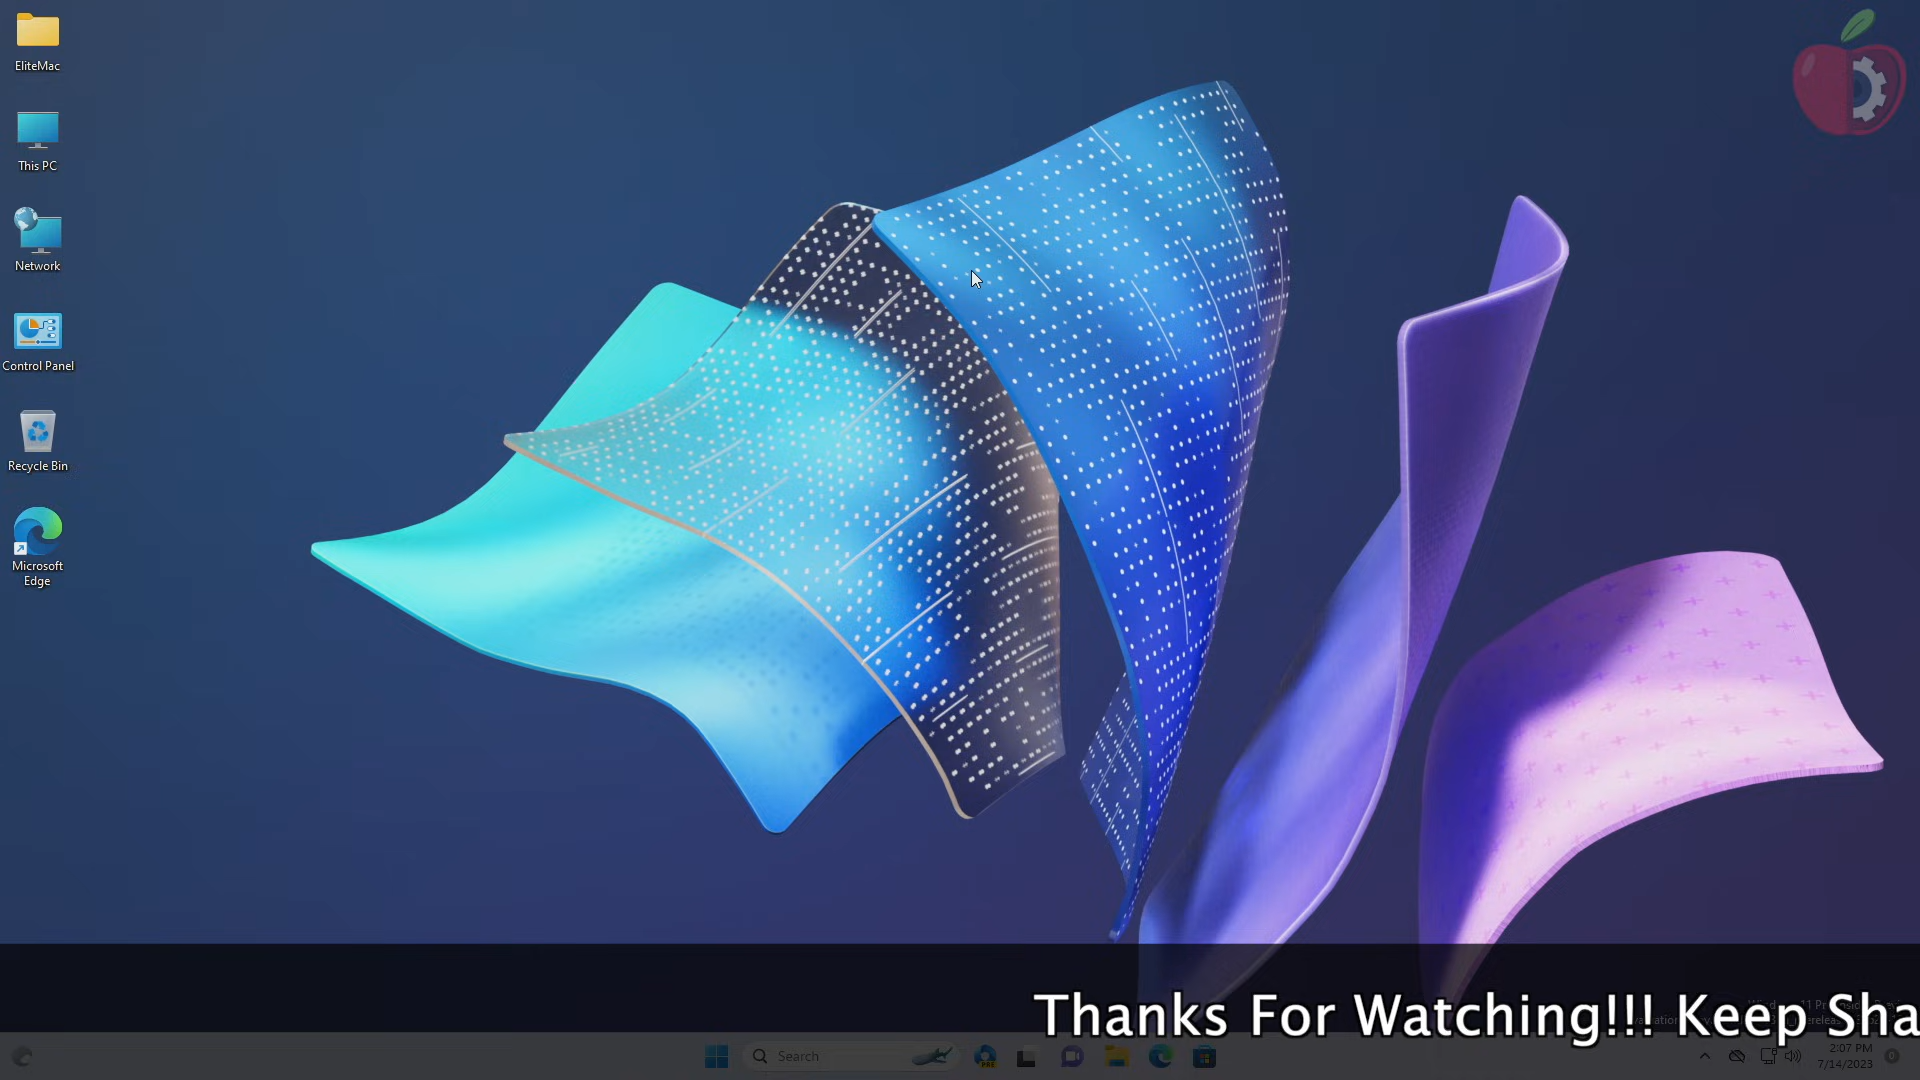 EliteMac
This PC
Network
Control Panel
Recycle Bin
Microsoft
Edge
Thanks For Watching!!! Keep Sha
Search
PRE
2:07 PM
7/14/2023